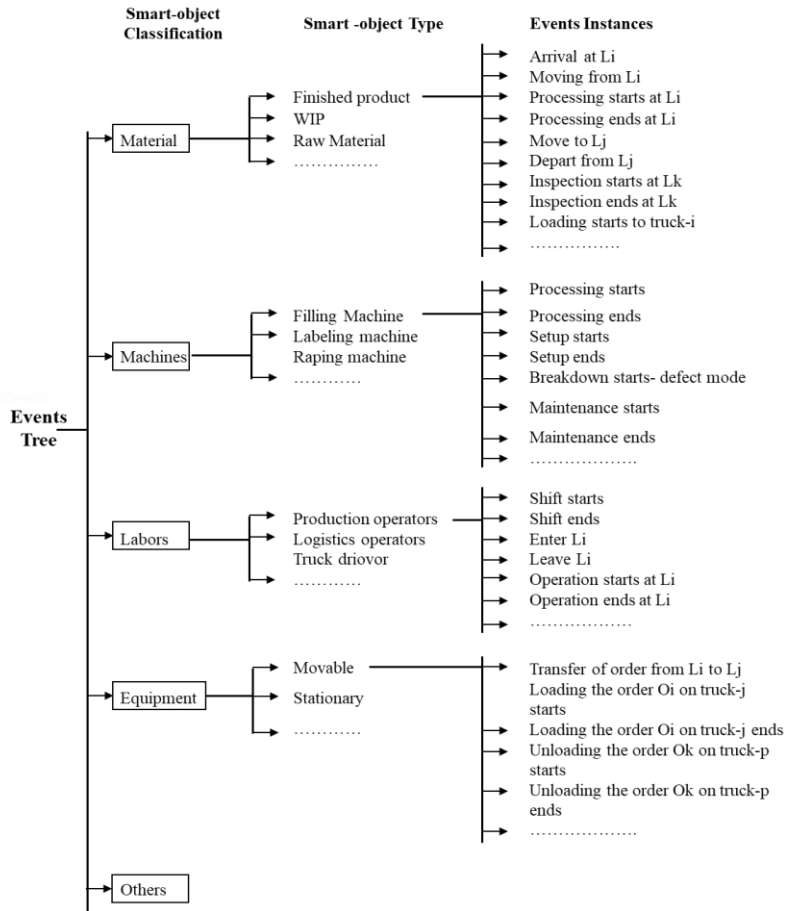 Smart-object
Classification
Smart -object Type
Events Instances
Events
Tree
Material
Finished product
WIP
Raw Material
……………
Arrival at Li
Moving from Li
Processing starts at Li
Processing ends at Li
Move to Lj
Depart from Lj
Inspection starts at Lk
Inspection ends at Lk
Loading starts to truck-i
…………….
Machines
Filling Machine
Labeling machine
Raping machine
…………
Processing starts
Processing ends
Setup starts
Setup ends
Breakdown starts- defect mode
Maintenance starts
Maintenance ends
……………….
Labors
Production operators
Logistics operators
Truck driovor
…………
Shift starts
Shift ends
Enter Li
Leave Li
Operation starts at Li
Operation ends at Li
………………
Equipment
Movable
Stationary
…………
Transfer of order from Li to Lj
Loading the order Oi on truck-j
starts
Loading the order Oi on truck-j ends
Unloading the order Ok on truck-p
starts
Unloading the order Ok on truck-p
ends
……………….
Others